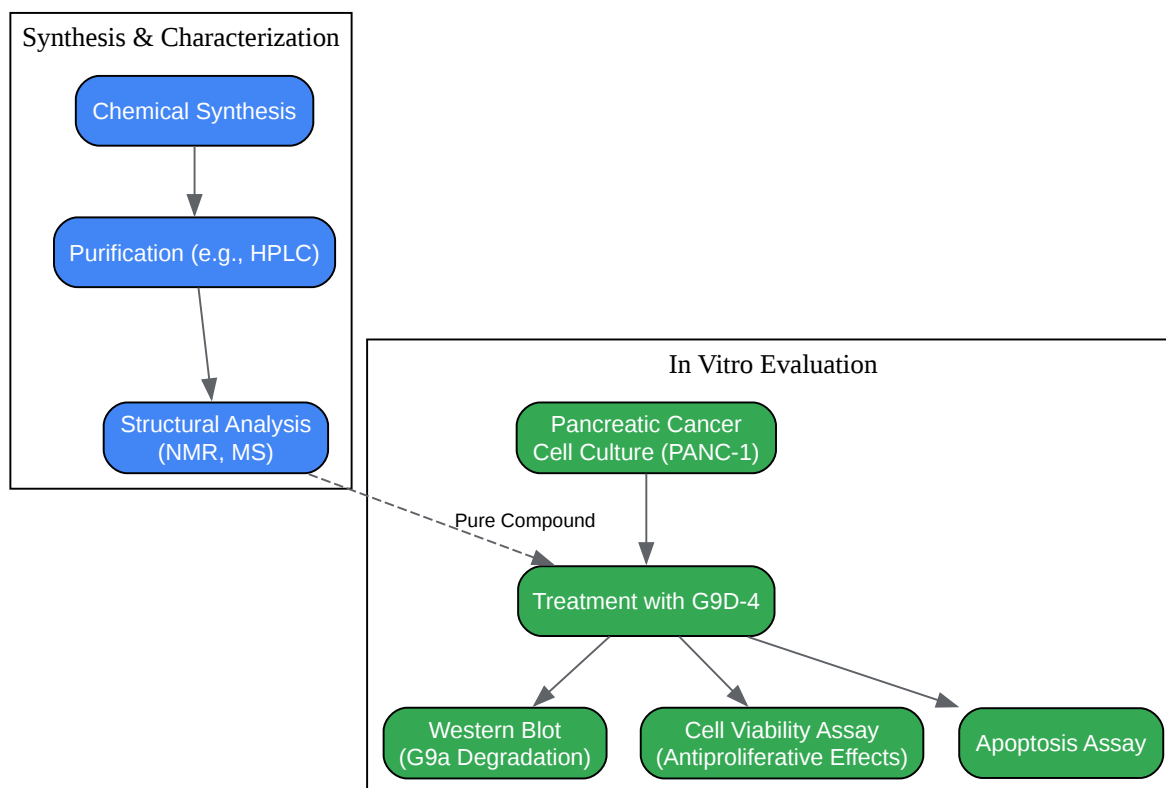 Synthesis & Characterization
Chemical Synthesis
Purification (e.g., HPLC)
Structural Analysis
(NMR, MS)
In Vitro Evaluation
Pancreatic Cancer
Cell Culture (PANC-1)
Pure Compound
Treatment with G9D-4
Western Blot
(G9a Degradation)
Cell Viability Assay
(Antiproliferative Effects)
Apoptosis Assay